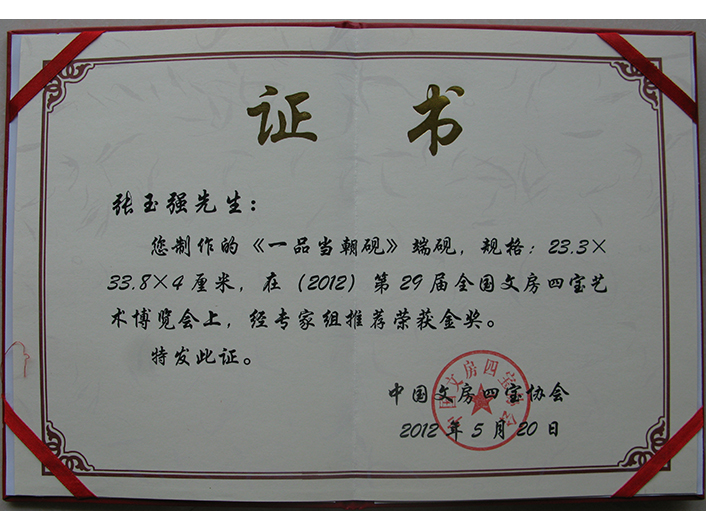 证 书
张玉强先生：
您制作的《一品当朝砚》端砚，规格：23.3×
33.8×4厘米，在（2012）第29届全国文房四宝艺
术博览会上，经专家组推荐荣获金奖。
特发此证。
中国文房四宝协会
2012年5月20日